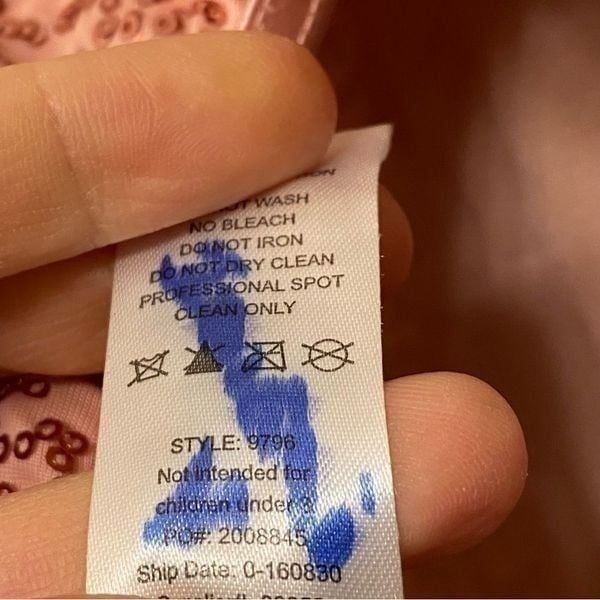 WASH
NO BLEACH
DO NOT IRON
DO NOT DRY CLEAN
PROFESSIONAL SPOT
CLEAN ONLY
STYLE: 9796
Not Intended for
children under
PO#: 2008845
Ship Date: 0-160830